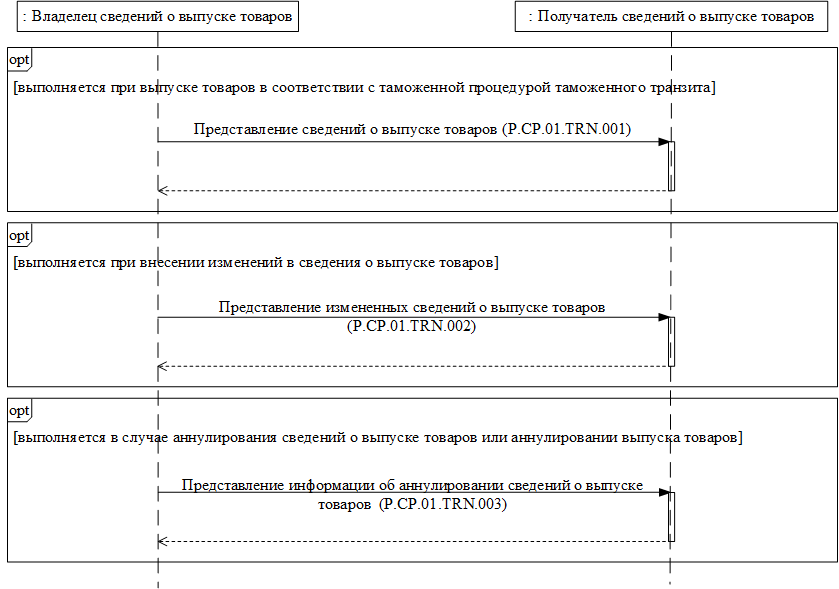 : Владелец сведений о выпуске товаров
: Получатель сведений о выпуске товаров
opt
[выполняется при выпуске товаров в соответствии с таможенной процедурой таможенного транзита]
Представление сведений о выпуске товаров (P.CP.01.TRN.001)
opt
[выполняется при внесении изменений в сведения о выпуске товаров]
Представление измененных сведений о выпуске товаров
(P.CP.01.TRN.002)
opt
[выполняется в случае аннулирования сведений о выпуске товаров или аннулировании выпуска товаров]
Представление информации об аннулировании сведений о выпуске
товаров (P.CP.01.TRN.003)